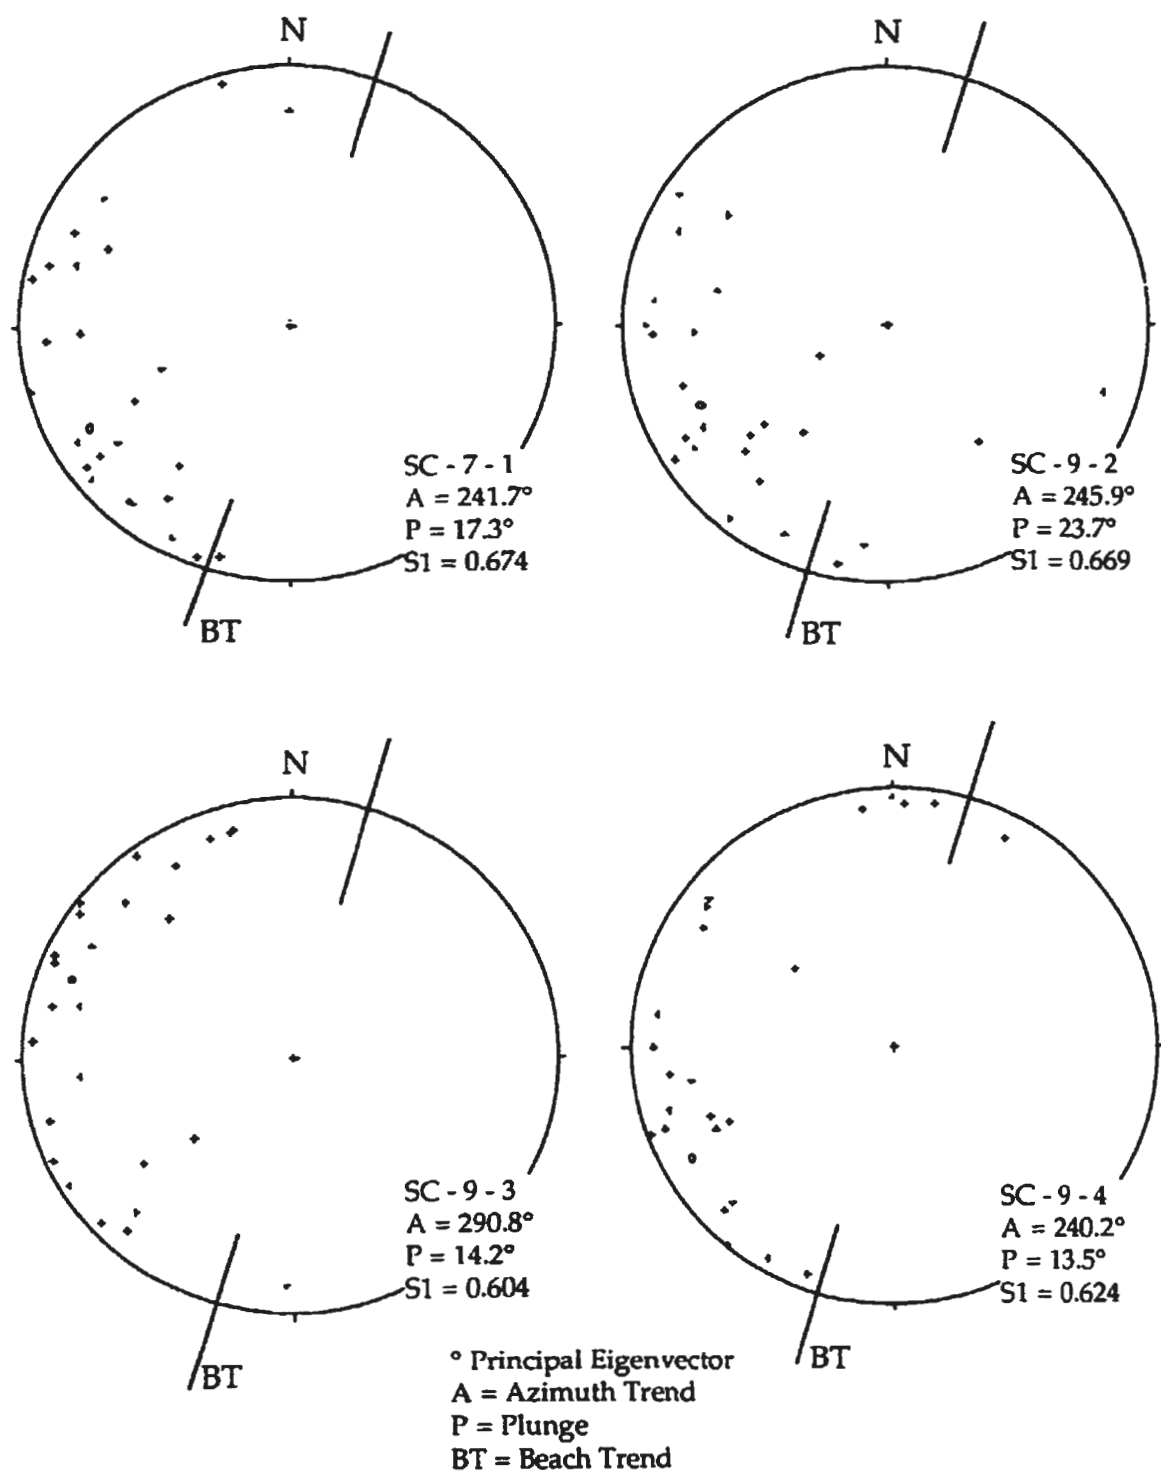 N
SC - 7 - 1
A = 241.7°
P = 17.3°
S1 = 0.674
BT
N
SC - 9 - 2
A = 245.9°
P = 23.7°
S1 = 0.669
BT
N
SC - 9 - 3
A = 290.8°
P = 14.2°
S1 = 0.604
BT
N
SC - 9 - 4
A = 240.2°
P = 13.5°
S1 = 0.624
BT
° Principal Eigenvector
A = Azimuth Trend
P = Plunge
BT = Beach Trend